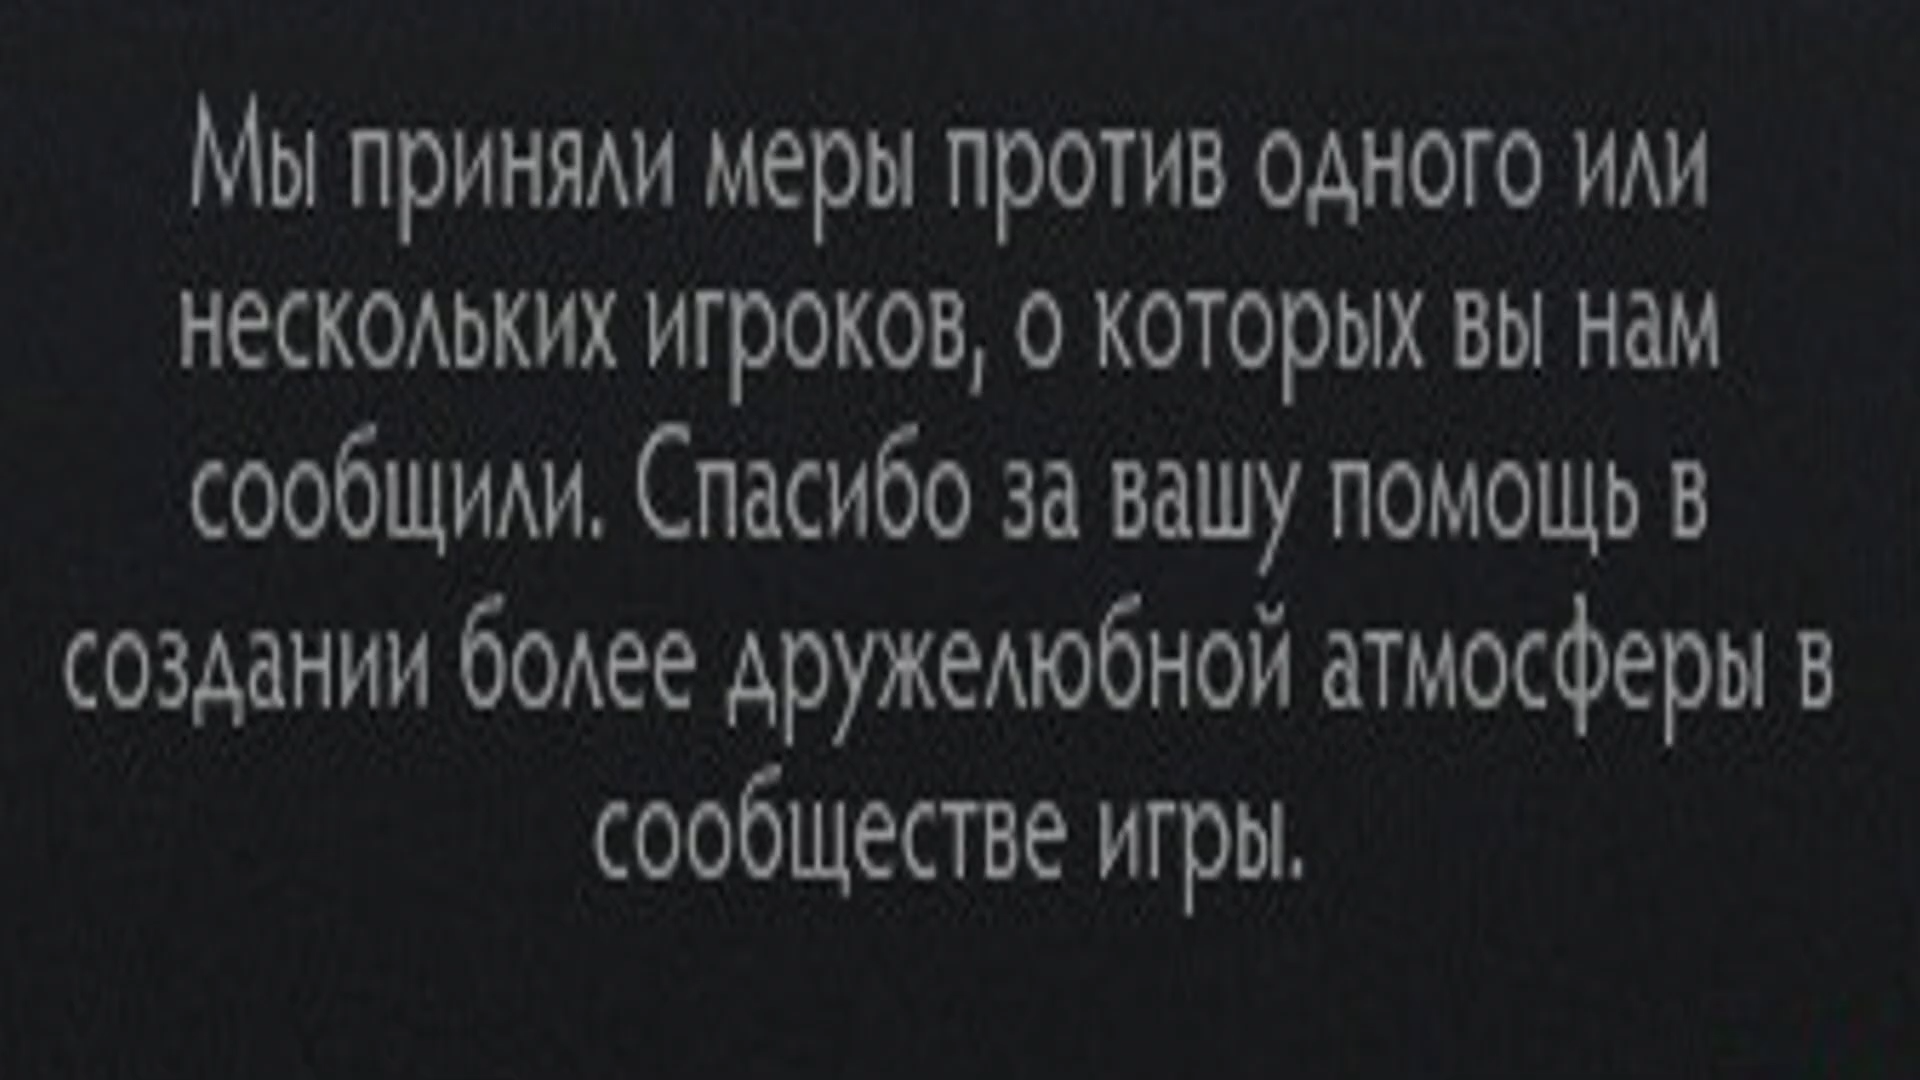 Мы приняли меры против одного или
нескольких игроков, о которых вы нам
сообщили. Спасибо за вашу помощь в
создании более дружелюбной атмосферы в
сообществе игры.